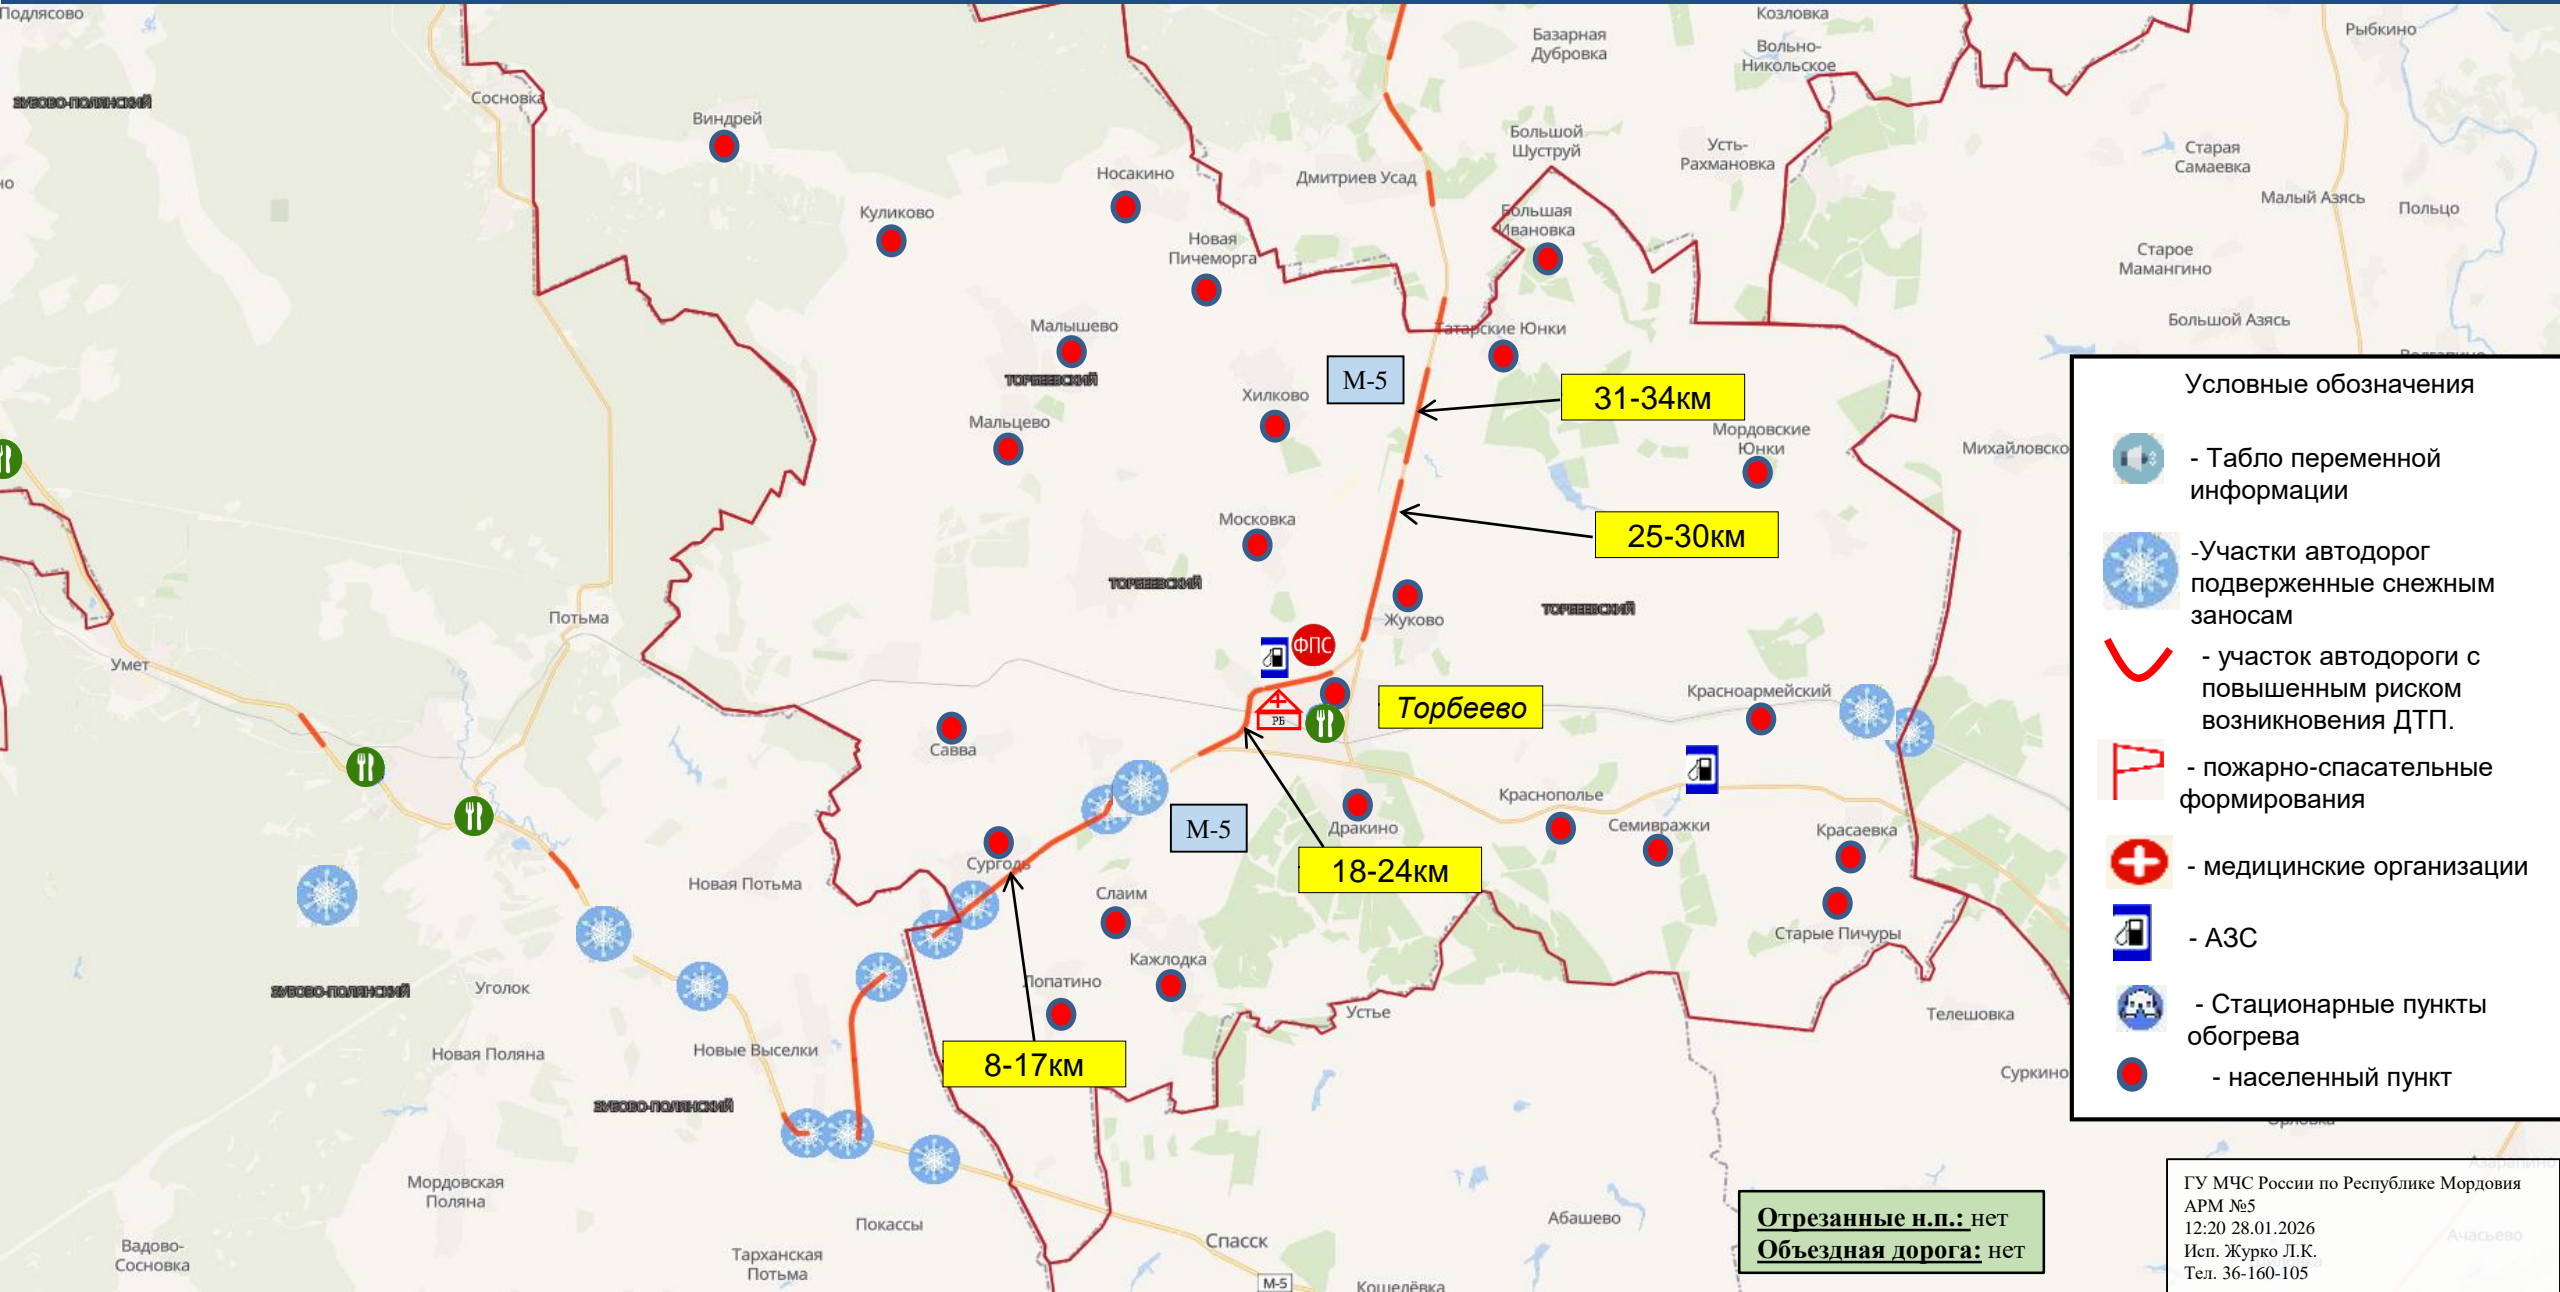 Подлясово
Козловка
Рыбкино
Базарная
Дубровка
Вольно-
Никольское
ЗУБОВО-ПОЛЯНСКИЙ
Сосновка
Виндрей
Большой
Шуструй
Усть-
Рахмановка
Старая
Самаевка
Носакино
Дмитриев Усад
Малый Азясь
Польцо
Куликово
Большая
Ивановка
Новая
Пичеморга
Старое
Мамангино
Большой Азясь
Малышево
Татарские Юнки
ТОРБЕЕВСКИЙ
М-5
31-34км
Хилково
Мальцево
Мордовские
Юнки
Михайловско
Московка
25-30км
ТОРБЕЕВСКИЙ
ТОРБЕЕВСКИЙ
Жуково
Потьма
ФПС
Умет
Торбеево
РБ
Красноармейский
Савва
Краснополье
М-5
Дракино
Семивражки
Красаевка
Сургодь
18-24км
Новая Потьма
Слаим
Старые Пичуры
Кажлодка
Лопатино
ЗУБОВО-ПОЛЯНСКИЙ
Уголок
Устье
Телешовка
Новая Поляна
Новые Выселки
8-17км
Суркино
ЗУБОВО-ПОЛЯНСКИЙ
Мордовская
Поляна
Покассы
Абашево
Спасск
Вадово-
Сосновка
Тарханская
Потьма
М-5
Кошелёвка
Условные обозначения
- Табло переменной
информации
-Участки автодорог
подверженные снежным
заносам
- участок автодороги с
повышенным риском
возникновения ДТП.
- пожарно-спасательные
формирования
- медицинские организации
- АЗС
- Стационарные пункты
обогрева
- населенный пункт
Азарапино
Ачасьево
Отрезанные н.п.: нет
Объездная дорога: нет
ГУ МЧС России по Республике Мордовия
АРМ №5
12:20 28.01.2026
Исп. Журко Л.К.
Тел. 36-160-105